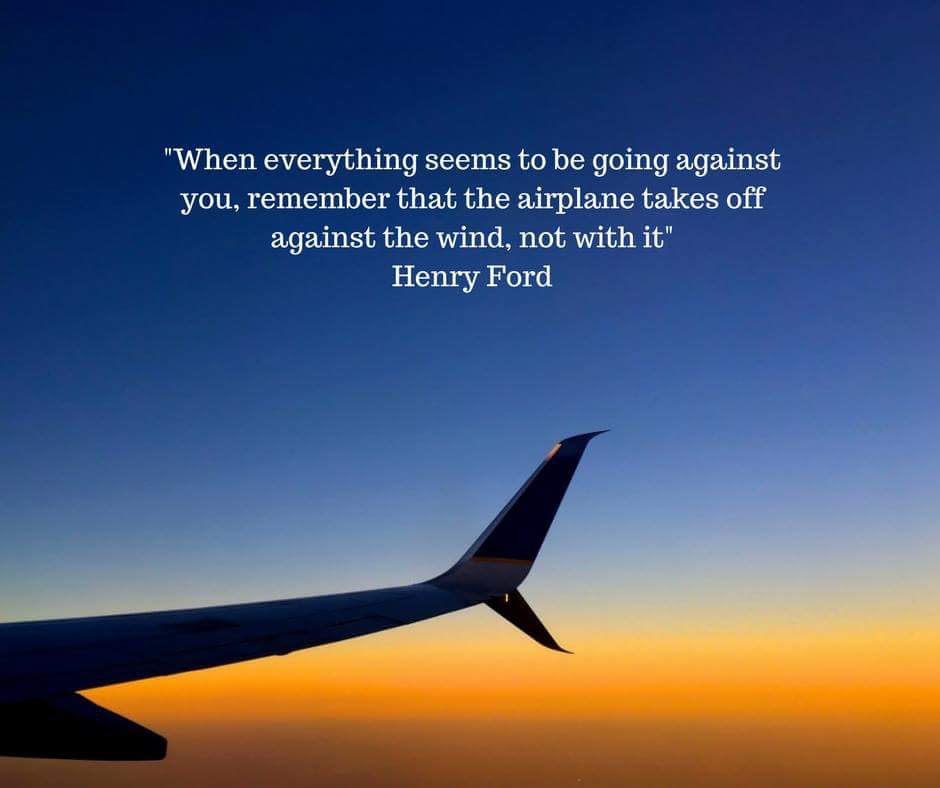 "When everything seems to be going against
you, remember that the airplane takes off
against the wind, not with it"
Henry Ford